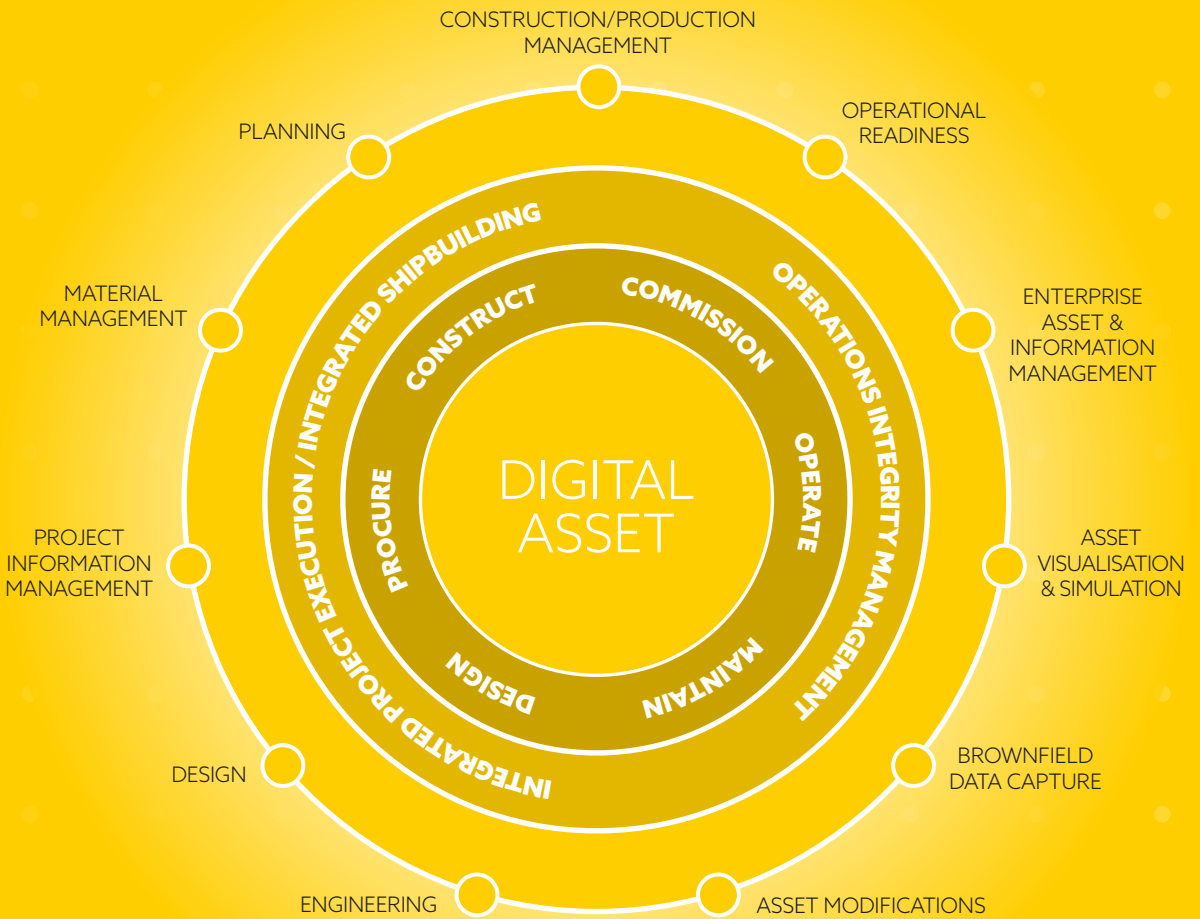 CONSTRUCTION/PRODUCTION
MANAGEMENT
PLANNING
OPERATIONAL
READINESS
MATERIAL
MANAGEMENT
ENTERPRISE
ASSET &
INFORMATION
MANAGEMENT
PROJECT
INFORMATION
MANAGEMENT
ASSET
VISUALISATION
& SIMULATION
DESIGN
BROWNFIELD
DATA CAPTURE
ENGINEERING
ASSET MODIFICATIONS
INTEGRATED PROJECT EXECUTION / INTEGRATED SHIPBUILDING
OPERATIONS INTEGRITY MANAGEMENT
DESIGN
PROCURE
CONSTRUCT
COMMISSION
OPERATE
MAINTAIN
DIGITAL
ASSET